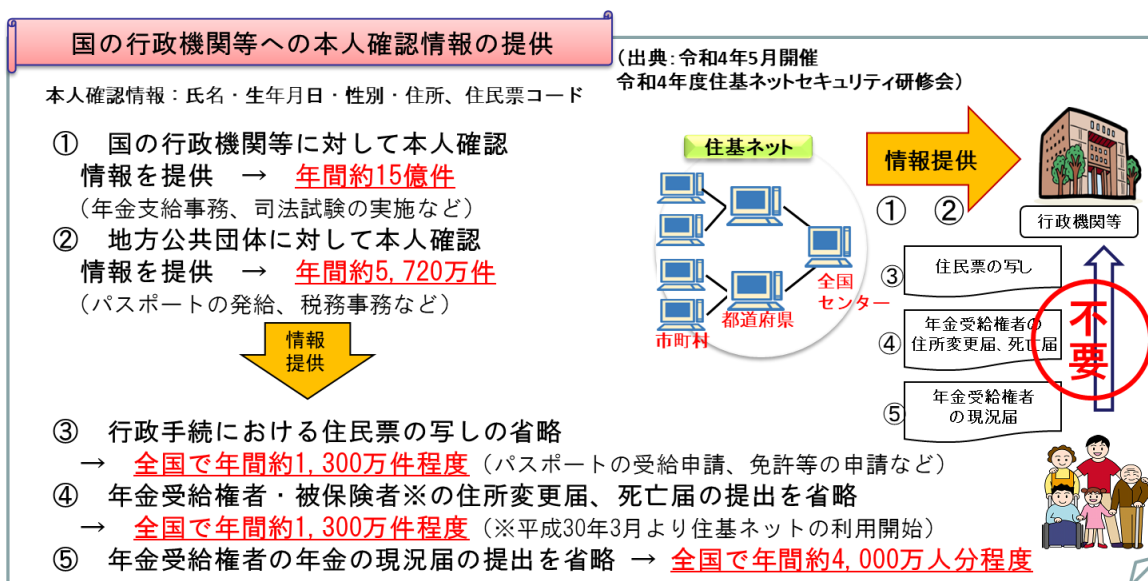 国の行政機関等への本人確認情報の提供
(出典:令和4年5月開催
令和4年度住基ネットセキュリティ研修会)
本人確認情報:氏名・生年月日・性別・住所、住民票コード
① 国の行政機関等に対して本人確認
情報を提供 → 年間約15億件
(年金支給事務、司法試験の実施など)
② 地方公共団体に対して本人確認
情報を提供 → 年間約5,720万件
(パスポートの発給、税務事務など)
情報
提供
③ 行政手続における住民票の写しの省略
→ 全国で年間約1,300万件程度(パスポートの受給申請、免許等の申請など)
④ 年金受給権者・被保険者※の住所変更届、死亡届の提出を省略
→ 全国で年間約1,300万件程度(※平成30年3月より住基ネットの利用開始)
⑤ 年金受給権者の年金の現況届の提出を省略 → 全国で年間約4,000万人分程度
住基ネット
市町村
都道府県
全国
センター
情報提供
① ②
行政機関等
③ 住民票の写し
④ 年金受給権者の
住所変更届、死亡届
⑤ 年金受給権者
の現況届
不要